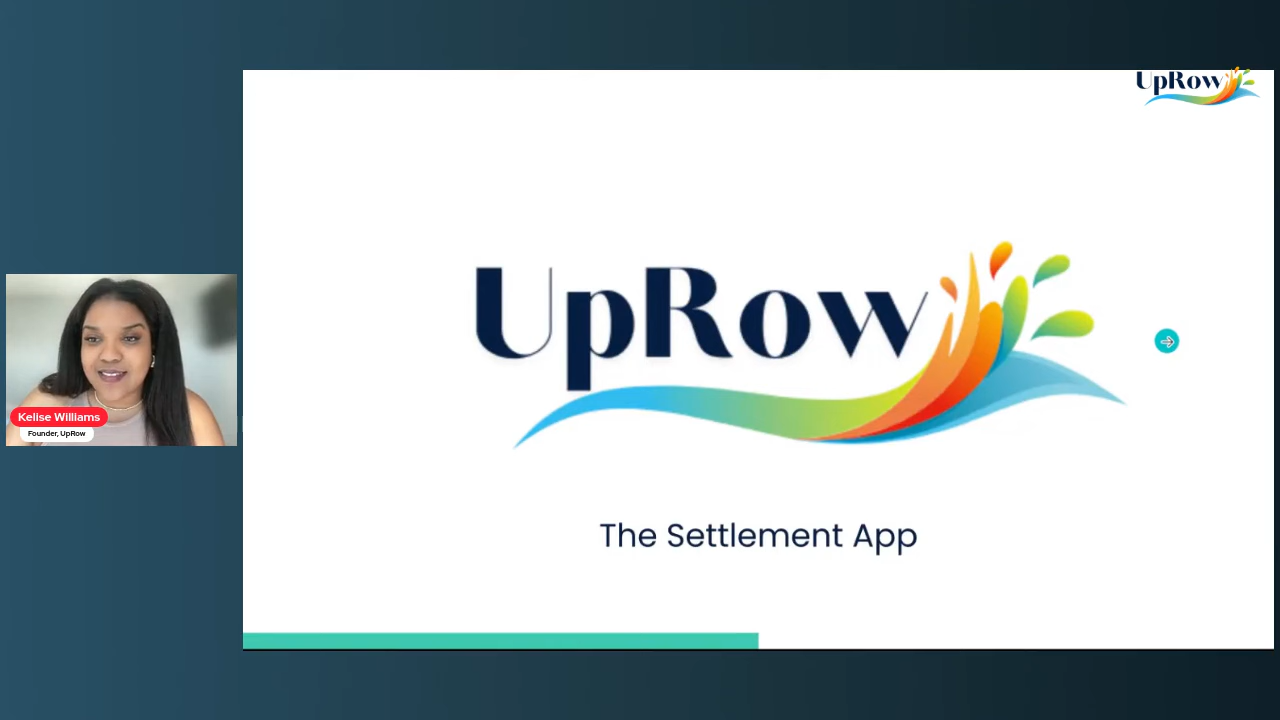 UpRow
UpRow
The Settlement App
Kelise Williams
Founder, UpRow